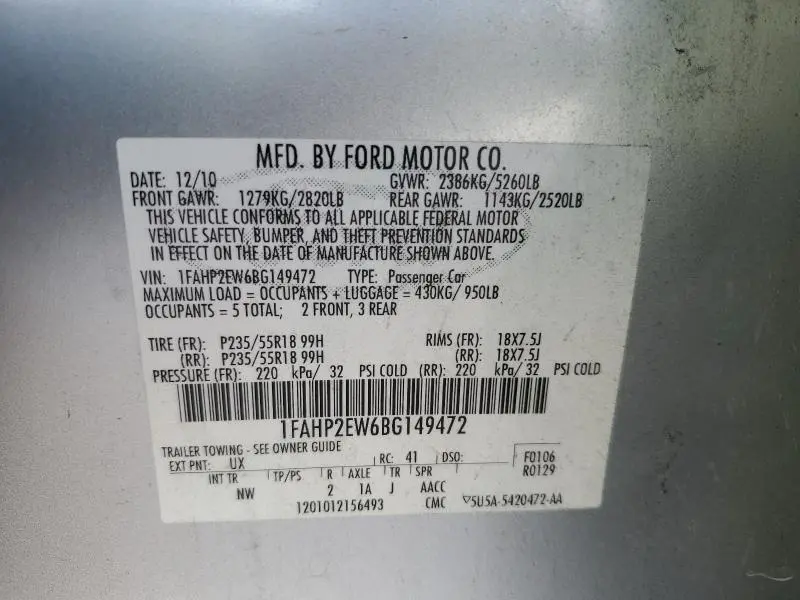 MFD. BY FORD MOTOR CO.
DATE: 12/10 GVWR: 2386KG/5260LB
FRONT GAWR: 1279KG/2820LB REAR GAWR: 1143KG/2520LB
THIS VEHICLE CONFORMS TO ALL APPLICABLE FEDERAL MOTOR
VEHICLE SAFETY, BUMPER, AND THEFT PREVENTION STANDARDS
IN EFFECT ON THE DATE OF MANUFACTURE SHOWN ABOVE.
VIN: 1FAHP2EW6BG149472 TYPE: Passenger Car
MAXIMUM LOAD = OCCUPANTS + LUGGAGE = 430KG/ 950LB
OCCUPANTS = 5 TOTAL; 2 FRONT, 3 REAR
TIRE (FR): P235/55R18 99H RIMS (FR): 18X7.5J
(RR): P235/55R18 99H (RR): 18X7.5J
PRESSURE (FR): 220 kPa/ 32 PSI COLD (RR): 220 kPa/ 32 PSI COLD
1FAHP2EW6BG149472
TRAILER TOWING - SEE OWNER GUIDE
EXT PNT: UX RC: 41 DSO: F0106
R0129
INT TR TP/PS R AXLE TR SPR
NW 2 1A J AACC
1201012156493 CMC ▽5U5A-5420472-AA